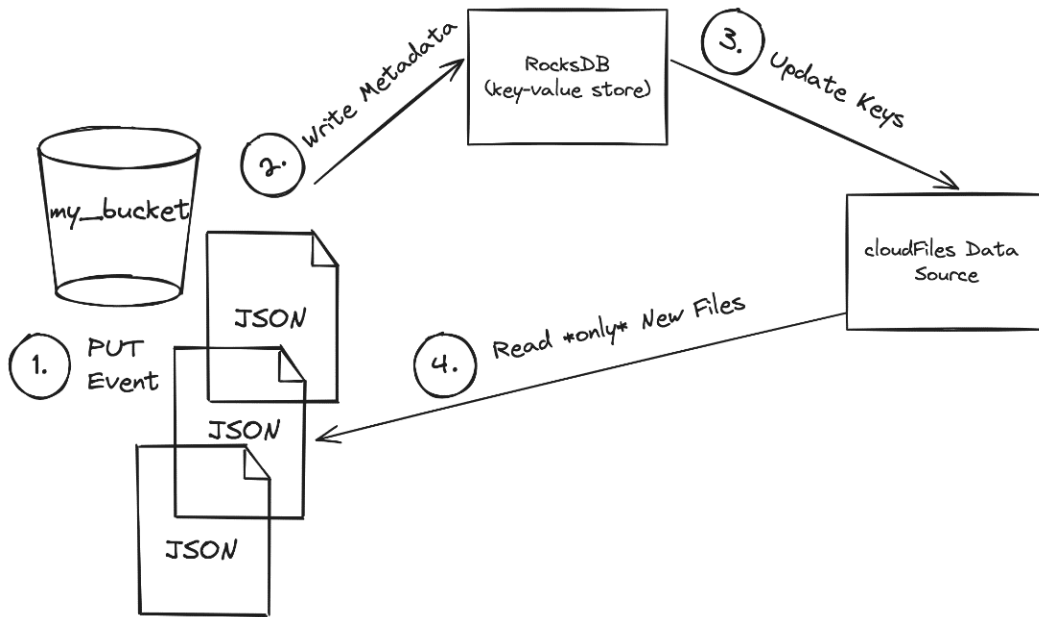 my_bucket
1.
PUT
Event
JSON
JSON
JSON
2.
Write Metadata
RocksDB
(key-value store)
3.
Update Keys
cloudFiles Data
Source
4.
Read *only* New Files